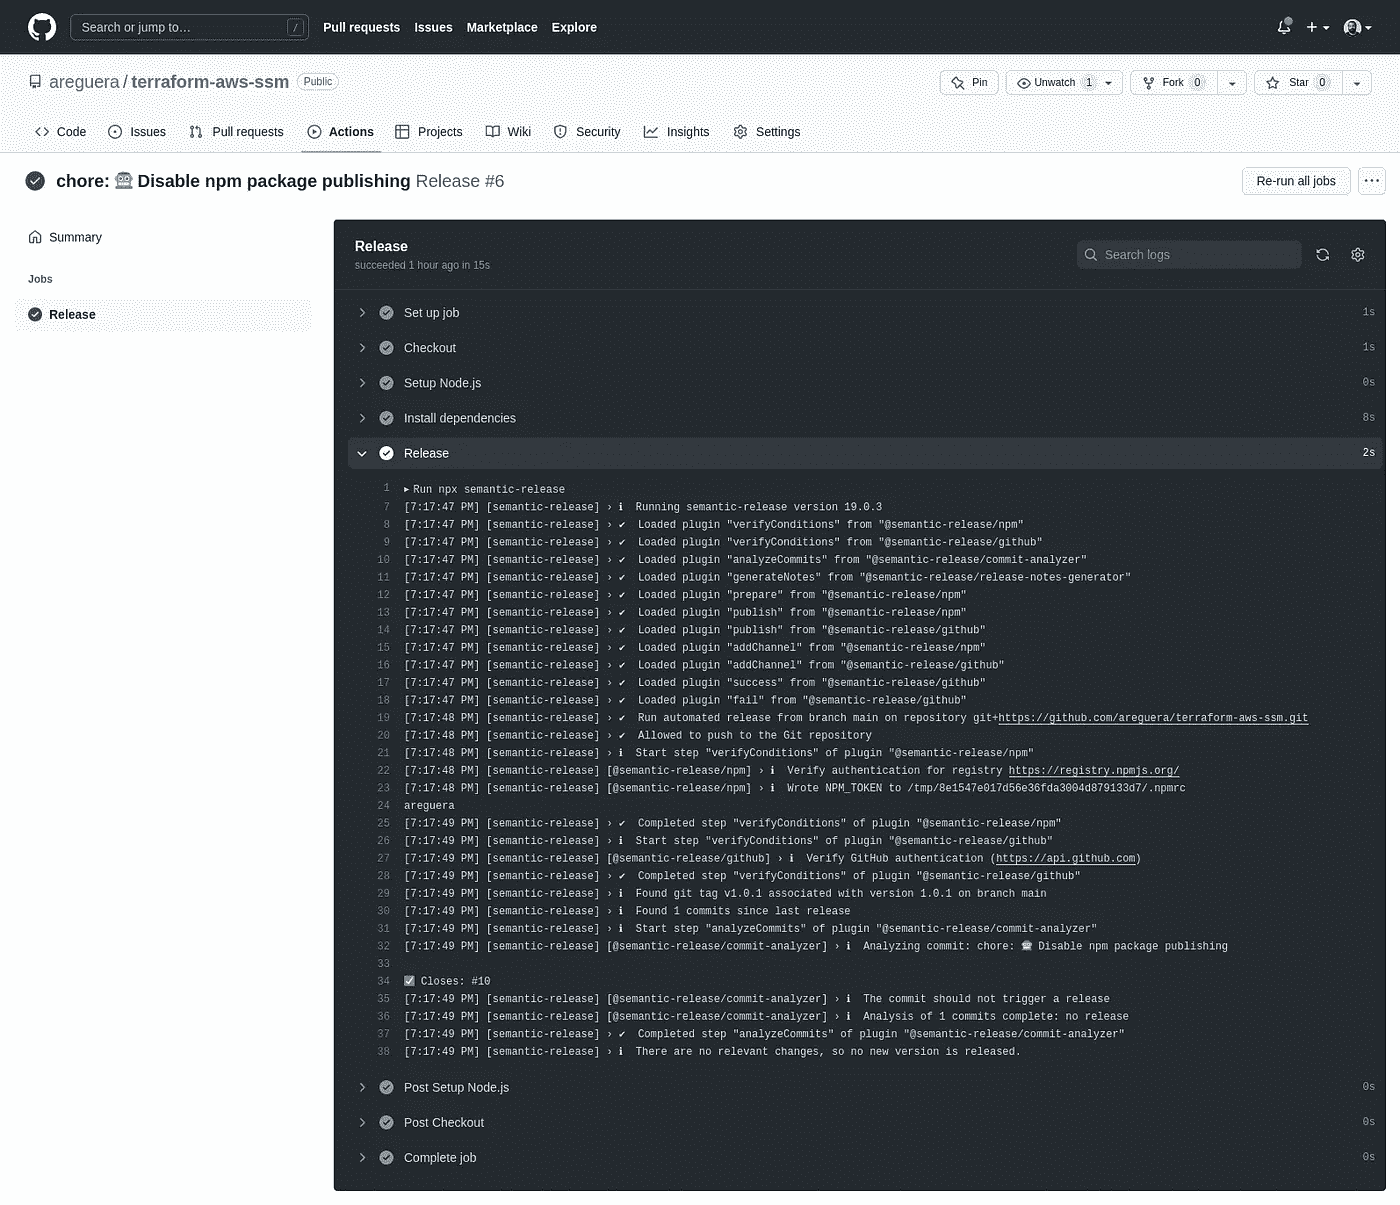 Search or jump to… / Pull requests Issues Marketplace Explore
areguera / terraform-aws-ssm Public Pin Unwatch 1 Fork 0 Star 0
Code Issues Pull requests Actions Projects Wiki Security Insights Settings
chore: 🤖 Disable npm package publishing Release #6 Re-run all jobs ...
Summary
Jobs
Release
Release
succeeded 1 hour ago in 15s
Search logs
Set up job 1s
Checkout 1s
Setup Node.js 0s
Install dependencies 8s
Release 2s
1 ▸ Run npx semantic-release
7 [7:17:47 PM] [semantic-release] › ℹ Running semantic-release version 19.0.3
8 [7:17:47 PM] [semantic-release] › ✔ Loaded plugin "verifyConditions" from "@semantic-release/npm"
9 [7:17:47 PM] [semantic-release] › ✔ Loaded plugin "verifyConditions" from "@semantic-release/github"
10 [7:17:47 PM] [semantic-release] › ✔ Loaded plugin "analyzeCommits" from "@semantic-release/commit-analyzer"
11 [7:17:47 PM] [semantic-release] › ✔ Loaded plugin "generateNotes" from "@semantic-release/release-notes-generator"
12 [7:17:47 PM] [semantic-release] › ✔ Loaded plugin "prepare" from "@semantic-release/npm"
13 [7:17:47 PM] [semantic-release] › ✔ Loaded plugin "publish" from "@semantic-release/npm"
14 [7:17:47 PM] [semantic-release] › ✔ Loaded plugin "publish" from "@semantic-release/github"
15 [7:17:47 PM] [semantic-release] › ✔ Loaded plugin "addChannel" from "@semantic-release/npm"
16 [7:17:47 PM] [semantic-release] › ✔ Loaded plugin "addChannel" from "@semantic-release/github"
17 [7:17:47 PM] [semantic-release] › ✔ Loaded plugin "success" from "@semantic-release/github"
18 [7:17:47 PM] [semantic-release] › ✔ Loaded plugin "fail" from "@semantic-release/github"
19 [7:17:48 PM] [semantic-release] › ✔ Run automated release from branch main on repository git+https://github.com/areguera/terraform-aws-ssm.git
20 [7:17:48 PM] [semantic-release] › ✔ Allowed to push to the Git repository
21 [7:17:48 PM] [semantic-release] › ℹ Start step "verifyConditions" of plugin "@semantic-release/npm"
22 [7:17:48 PM] [semantic-release] [@semantic-release/npm] › ℹ Verify authentication for registry https://registry.npmjs.org/
23 [7:17:48 PM] [semantic-release] [@semantic-release/npm] › ℹ Wrote NPM_TOKEN to /tmp/8e1547e017d56e36fda3004d879133d7/.npmrc
24 areguera
25 [7:17:49 PM] [semantic-release] › ✔ Completed step "verifyConditions" of plugin "@semantic-release/npm"
26 [7:17:49 PM] [semantic-release] › ℹ Start step "verifyConditions" of plugin "@semantic-release/github"
27 [7:17:49 PM] [semantic-release] [@semantic-release/github] › ℹ Verify GitHub authentication (https://api.github.com)
28 [7:17:49 PM] [semantic-release] › ✔ Completed step "verifyConditions" of plugin "@semantic-release/github"
29 [7:17:49 PM] [semantic-release] › ℹ Found git tag v1.0.1 associated with version 1.0.1 on branch main
30 [7:17:49 PM] [semantic-release] › ℹ Found 1 commits since last release
31 [7:17:49 PM] [semantic-release] › ℹ Start step "analyzeCommits" of plugin "@semantic-release/commit-analyzer"
32 [7:17:49 PM] [semantic-release] [@semantic-release/commit-analyzer] › ℹ Analyzing commit: chore: 🤖 Disable npm package publishing
33
34 ☑ Closes: #10
35 [7:17:49 PM] [semantic-release] [@semantic-release/commit-analyzer] › ℹ The commit should not trigger a release
36 [7:17:49 PM] [semantic-release] [@semantic-release/commit-analyzer] › ℹ Analysis of 1 commits complete: no release
37 [7:17:49 PM] [semantic-release] › ✔ Completed step "analyzeCommits" of plugin "@semantic-release/commit-analyzer"
38 [7:17:49 PM] [semantic-release] › ℹ There are no relevant changes, so no new version is released.
Post Setup Node.js 0s
Post Checkout 0s
Complete job 0s